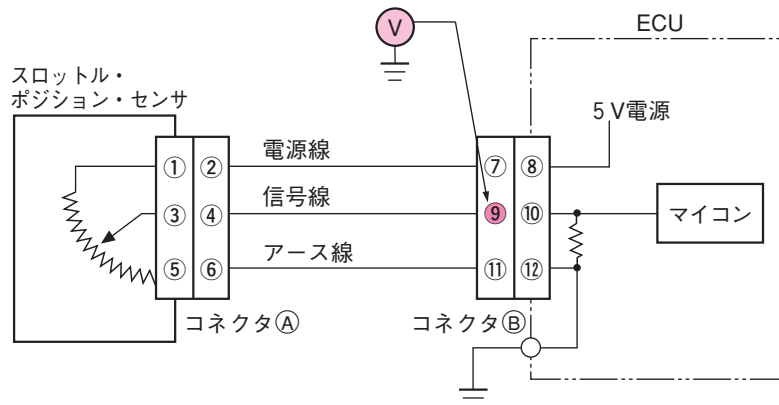 V
ECU
スロットル・
ポジション・センサ
5 V電源
① ② 電源線 ⑦ ⑧
③ ④ 信号線 ⑨ ⑩ マイコン
⑤ ⑥ アース線 ⑪ ⑫
コネクタⒶ コネクタⒷ